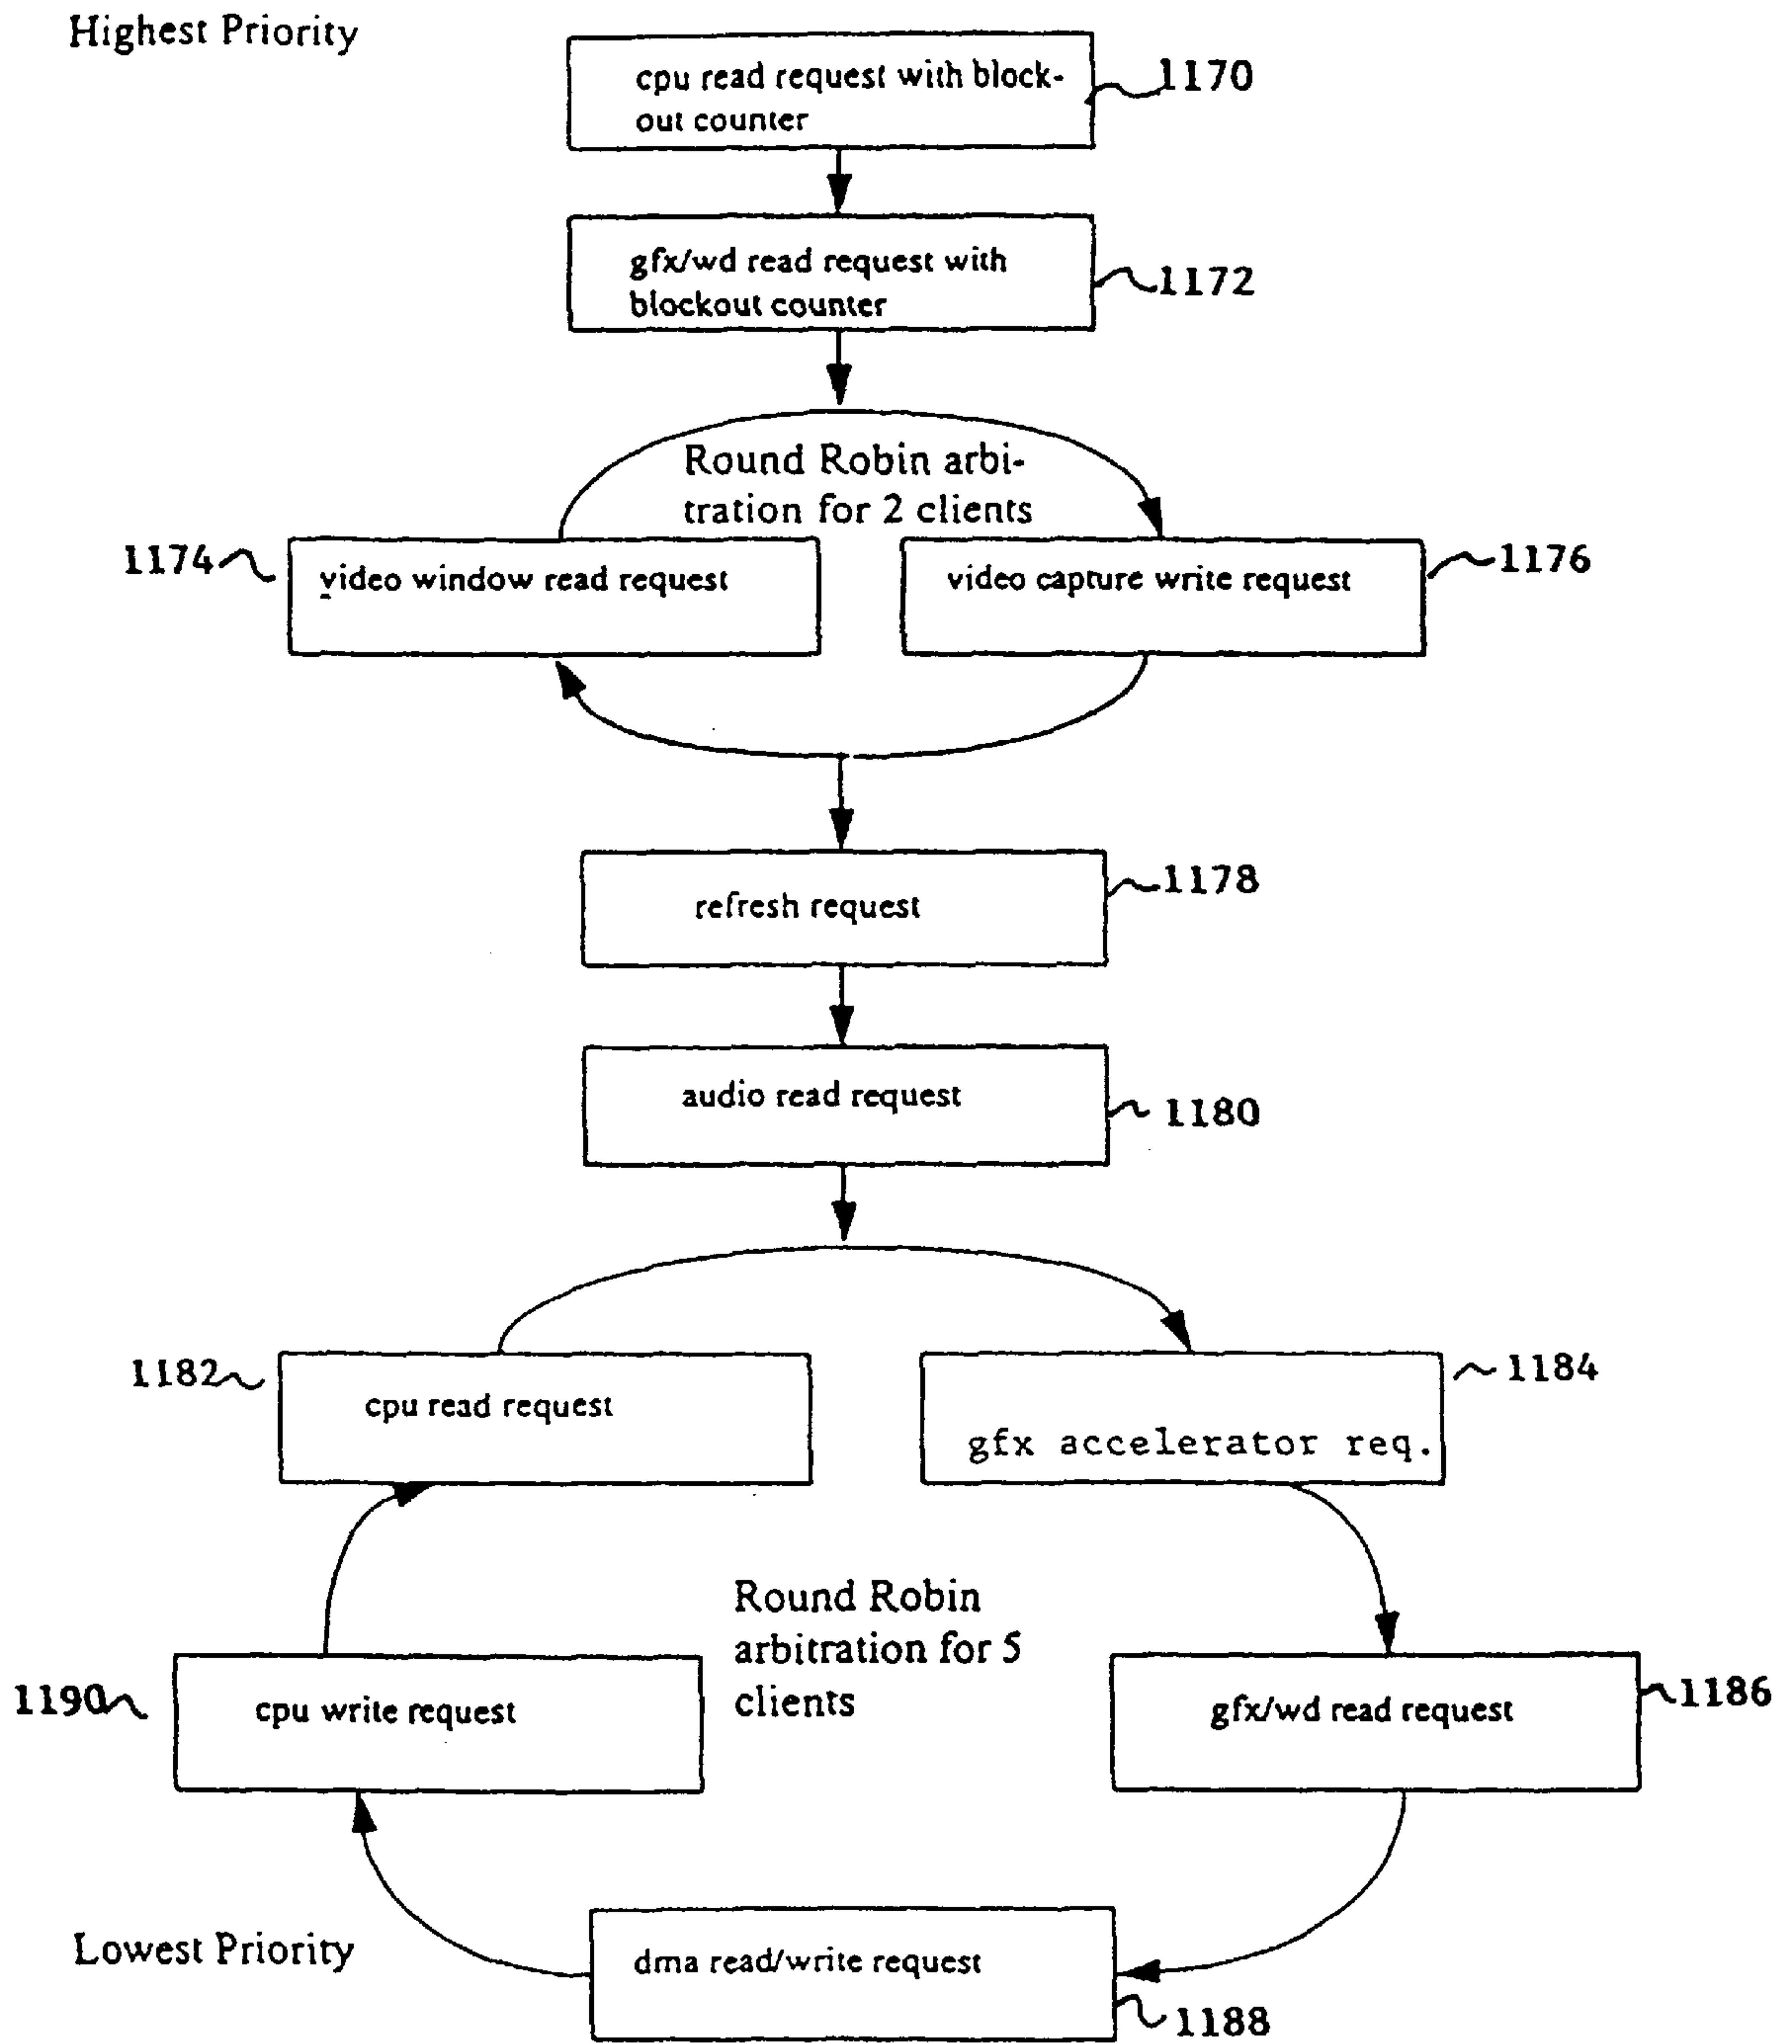 Highest Priority
cpu read request with block-
out counter
1170
gfx/wd read request with
blockout counter
1172
Round Robin arbi-
tration for 2 clients
1174
video window read request
video capture write request
1176
refresh request
1178
audio read request
1180
1182
cpu read request
gfx accelerator req.
1184
Round Robin
arbitration for 5
clients
1190
cpu write request
gfx/wd read request
1186
Lowest Priority
dma read/write request
1188